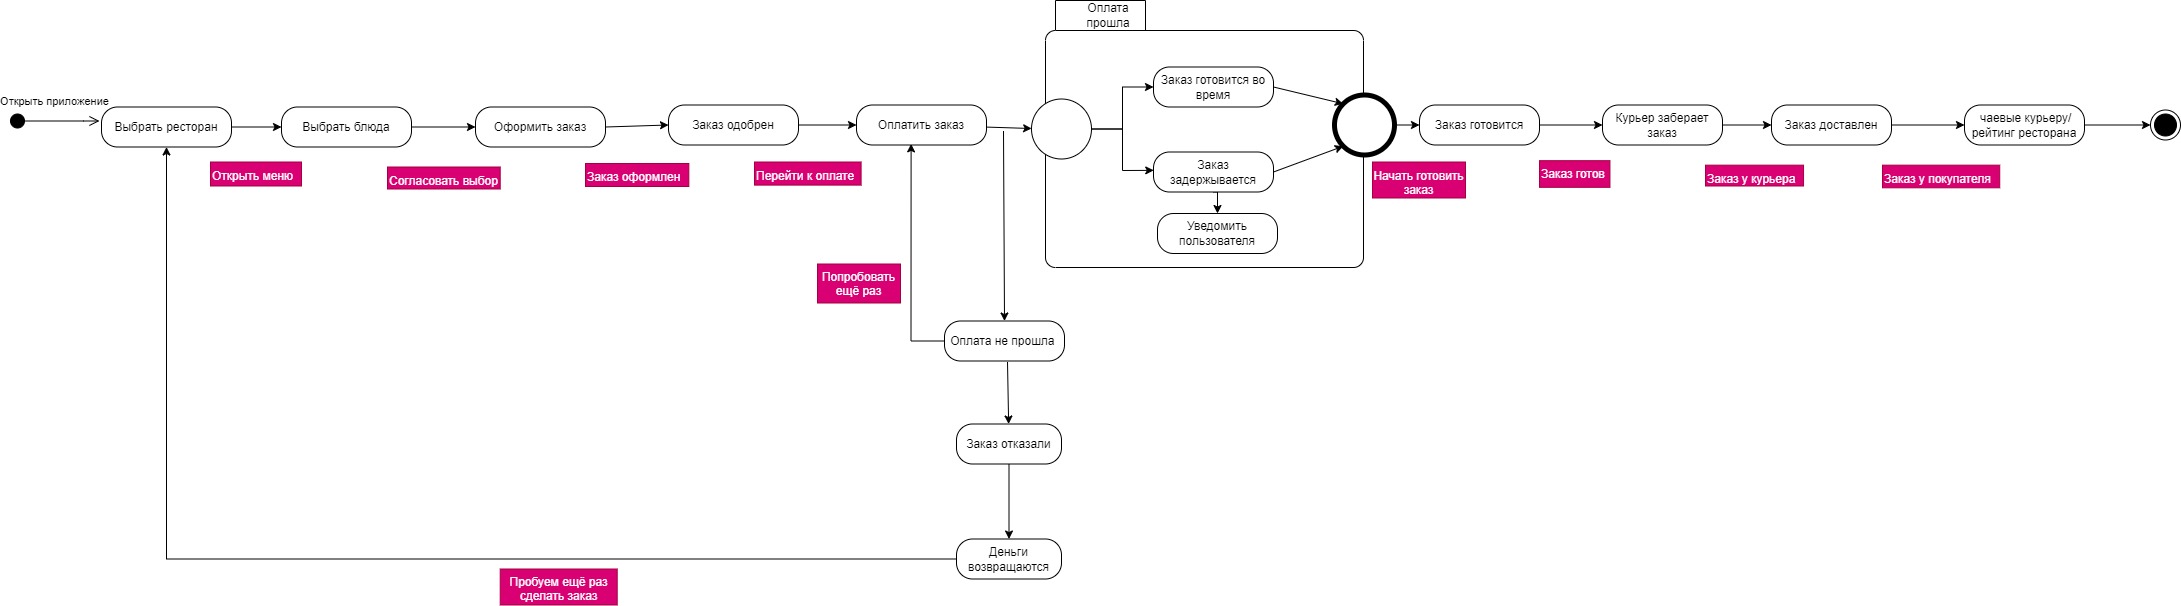 Оплата
прошла
Открыть приложение
Выбрать ресторан
Выбрать блюда
Оформить заказ
Заказ одобрен
Оплатить заказ
Заказ готовится во
время
Заказ
задержывается
Уведомить
пользователя
Заказ готовится
Курьер заберает
заказ
Заказ доставлен
чаевые курьеру/
рейтинг ресторана
Открыть меню
Согласовать выбор
Заказ оформлен
Перейти к оплате
Начать готовить
заказ
Заказ готов
Заказ у курьера
Заказ у покупателя
Попробовать
ещё раз
Оплата не прошла
Заказ отказали
Деньги
возвращаются
Пробуем ещё раз
сделать заказ